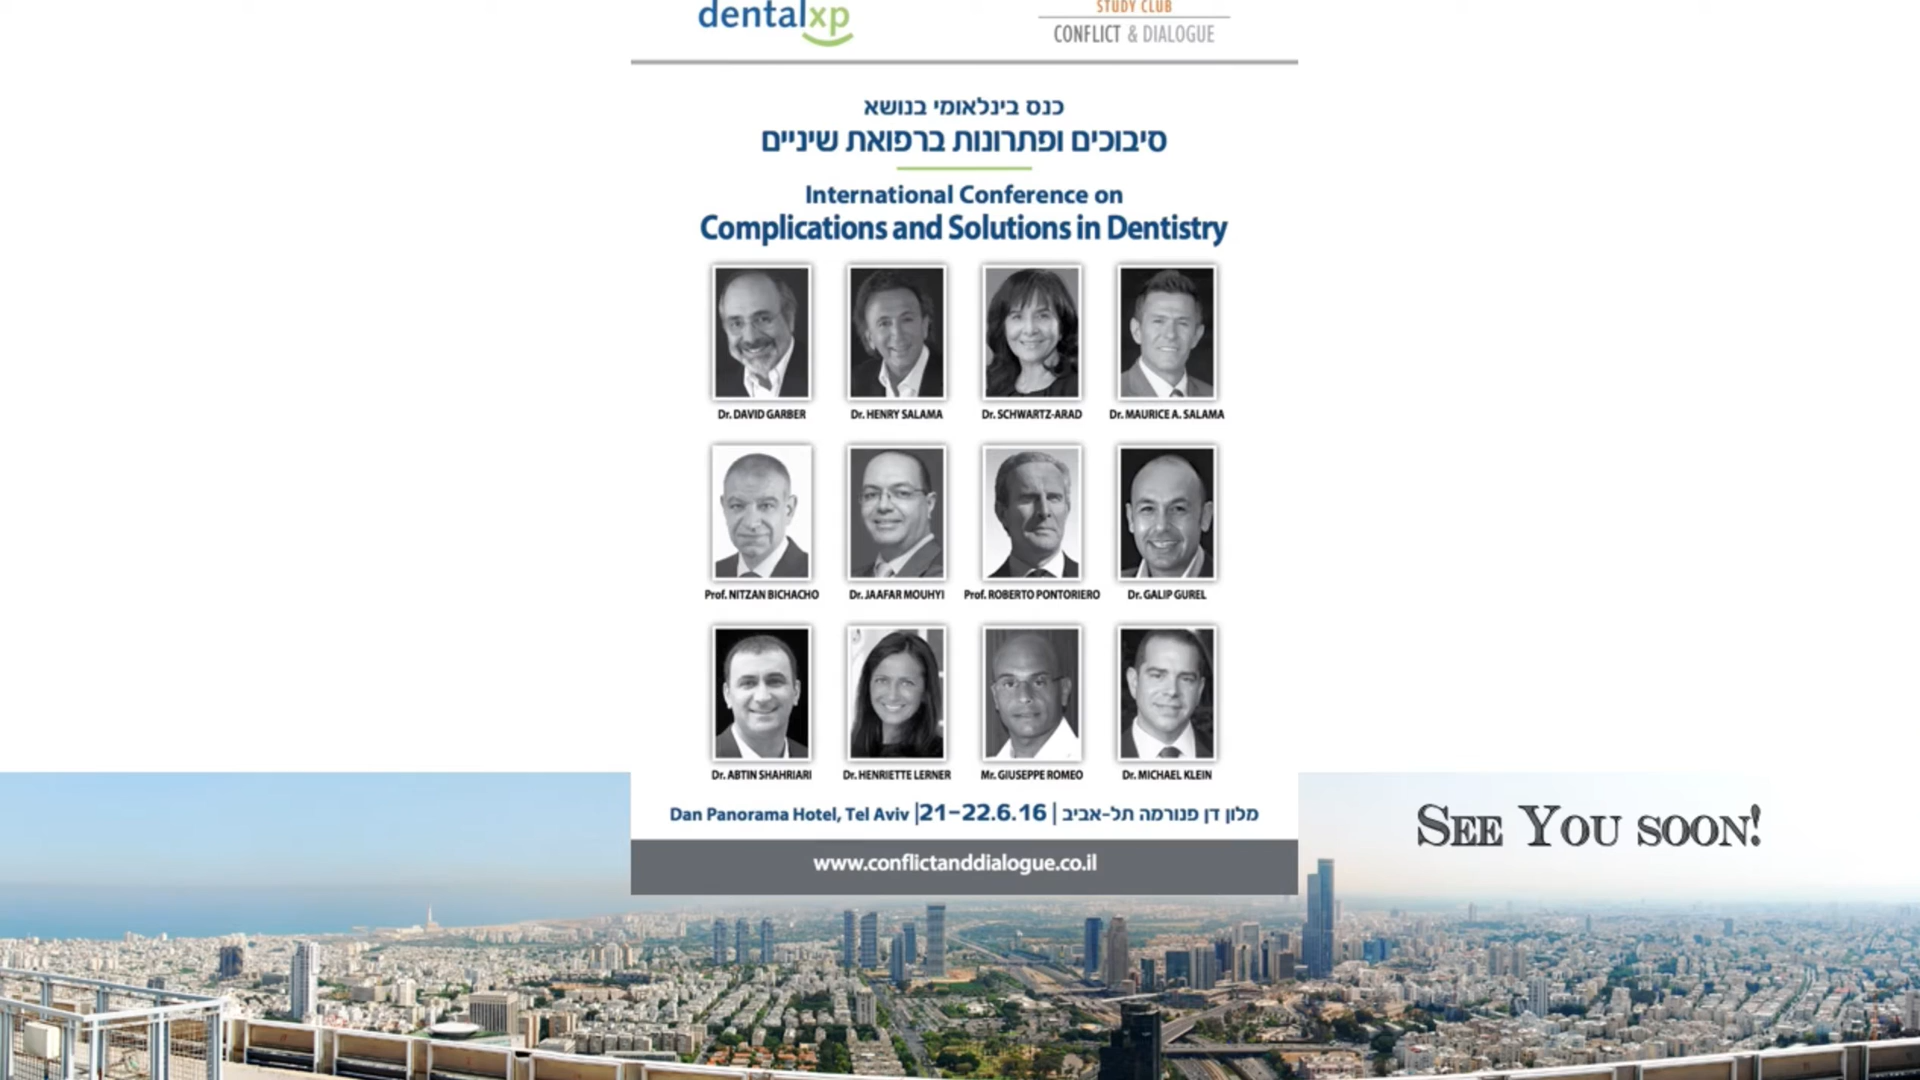 dentalxp
STUDY CLUB
CONFLICT & DIALOGUE
כנס בינלאומי בנושא
סיבוכים ופתרונות ברפואת שיניים
International Conference on
Complications and Solutions in Dentistry
Dr. DAVID GARBER
Dr. HENRY SALAMA
Dr. SCHWARTZ-ARAD
Dr. MAURICE A. SALAMA
Prof. NITZAN BICHACHO
Dr. JAAFAR MOUHYI
Prof. ROBERTO PONTORIERO
Dr. GALIP GUREL
Dr. ABTIN SHAHRIARI
Dr. HENRIETTE LERNER
Mr. GIUSEPPE ROMEO
Dr. MICHAEL KLEIN
Dan Panorama Hotel, Tel Aviv |21-22.6.16 | מלון דן פנורמה תל-אביב
www.conflictanddialogue.co.il
SEE YOU SOON!